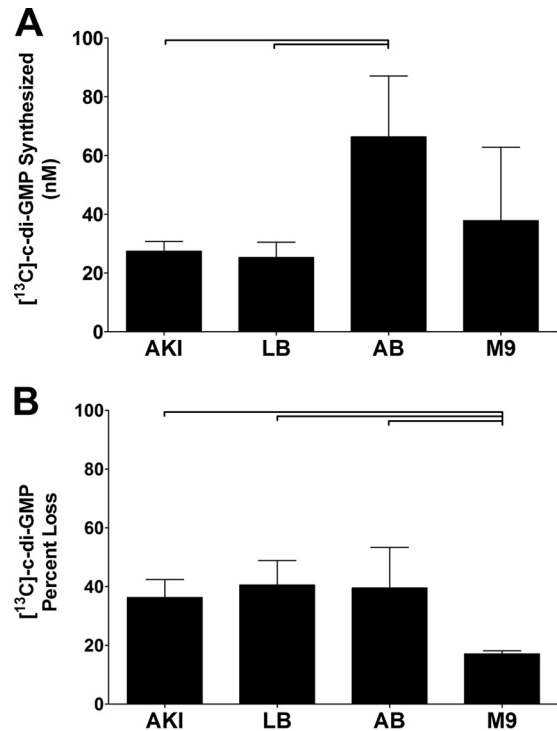 A
[¹³C]-c-di-GMP Synthesized
(nM)
100
80
60
40
20
0
AKI LB AB M9
B
[¹³C]-c-di-GMP
Percent Loss
100
80
60
40
20
0
AKI LB AB M9